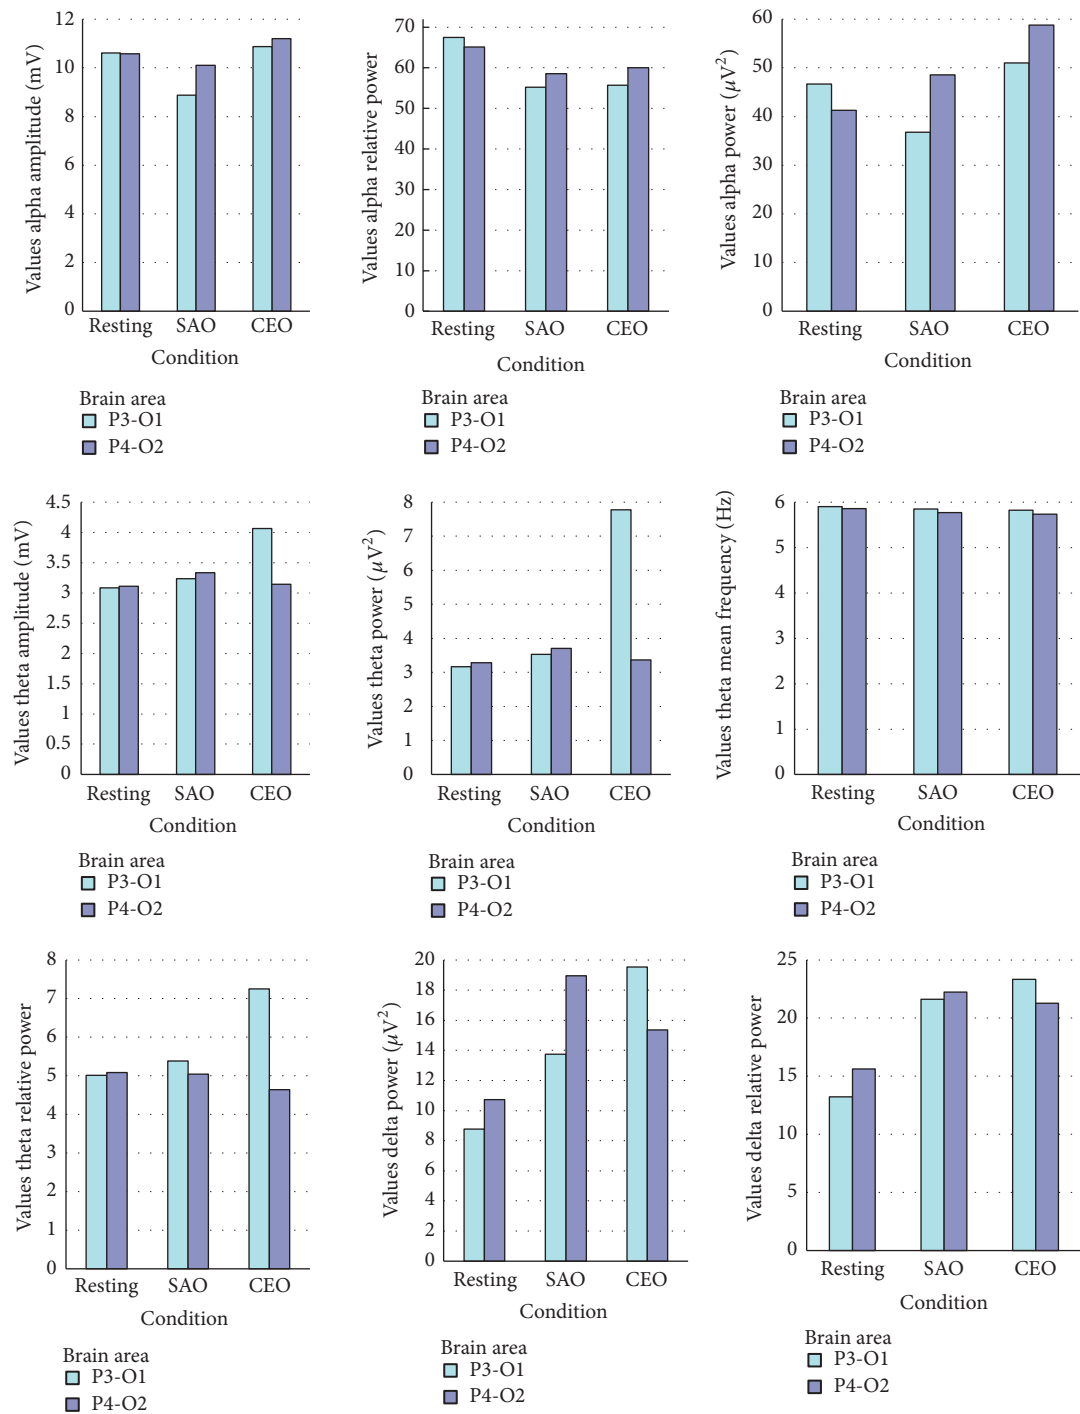 Values alpha amplitude (mV)
12
10
8
6
4
2
0
Resting SAO CEO
Condition
Brain area
P3-O1
P4-O2
Values alpha relative power
70
60
50
40
30
20
10
0
Resting SAO CEO
Condition
Brain area
P3-O1
P4-O2
Values alpha power (μV²)
60
50
40
30
20
10
0
Resting SAO CEO
Condition
Brain area
P3-O1
P4-O2
Values theta amplitude (mV)
4.5
4
3.5
3
2.5
2
1.5
1
0.5
0
Resting SAO CEO
Condition
Brain area
P3-O1
P4-O2
Values theta power (μV²)
8
7
6
5
4
3
2
1
0
Resting SAO CEO
Condition
Brain area
P3-O1
P4-O2
Values theta mean frequency (Hz)
6
5
4
3
2
1
0
Resting SAO CEO
Condition
Brain area
P3-O1
P4-O2
Values theta relative power
8
7
6
5
4
3
2
1
0
Resting SAO CEO
Condition
Brain area
P3-O1
P4-O2
Values delta power (μV²)
20
18
16
14
12
10
8
6
4
2
0
Resting SAO CEO
Condition
Brain area
P3-O1
P4-O2
Values delta relative power
25
20
15
10
5
0
Resting SAO CEO
Condition
Brain area
P3-O1
P4-O2